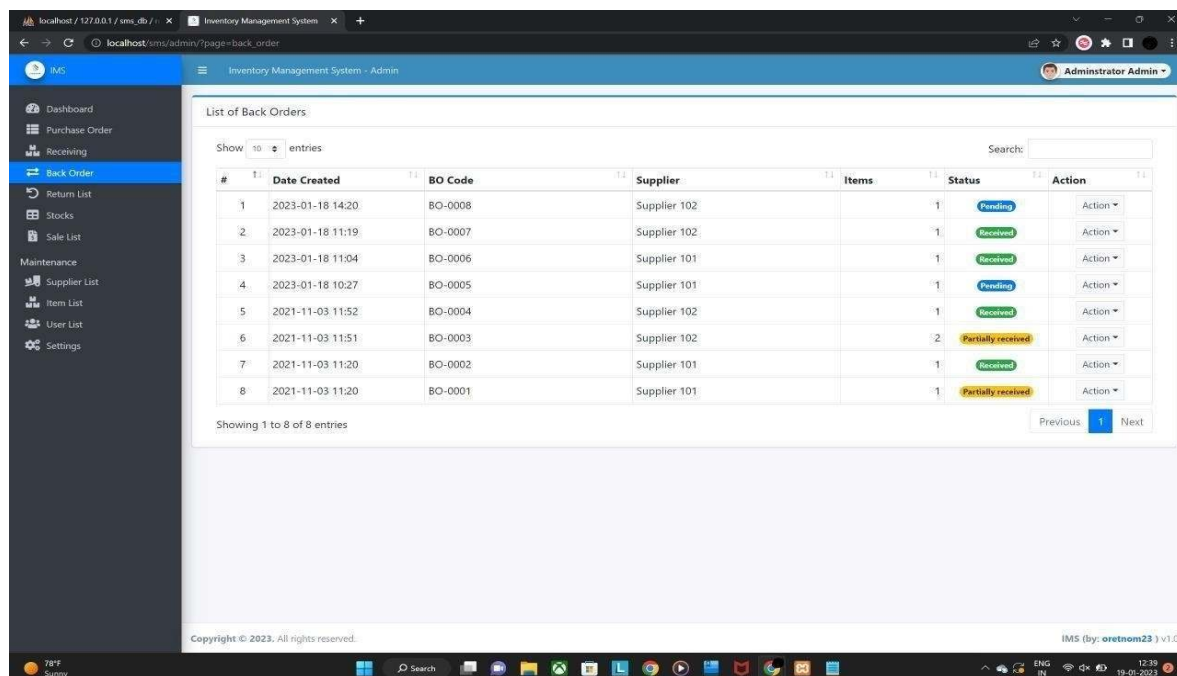 localhost / 127.0.0.1 / sms_db /
Inventory Management System
localhost/sms/admin/?page=back_order
IMS
Inventory Management System - Admin
Adminstrator Admin
Dashboard
Purchase Order
Receiving
Back Order
Return List
Stocks
Sale List
Maintenance
Supplier List
Item List
User List
Settings
List of Back Orders
Show 10 entries
Search:
# Date Created BO Code Supplier Items Status Action
1 2023-01-18 14:20 BO-0008 Supplier 102 1 Pending Action
2 2023-01-18 11:19 BO-0007 Supplier 102 1 Received Action
3 2023-01-18 11:04 BO-0006 Supplier 101 1 Received Action
4 2023-01-18 10:27 BO-0005 Supplier 101 1 Pending Action
5 2021-11-03 11:52 BO-0004 Supplier 102 1 Received Action
6 2021-11-03 11:51 BO-0003 Supplier 102 2 Partially received Action
7 2021-11-03 11:20 BO-0002 Supplier 101 1 Received Action
8 2021-11-03 11:20 BO-0001 Supplier 101 1 Partially received Action
Showing 1 to 8 of 8 entries
Previous 1 Next
Copyright © 2023. All rights reserved.
IMS (by: oretnom23 ) v1.0
78°F
Sunny
Search
ENG
IN
12:39
19-01-2023